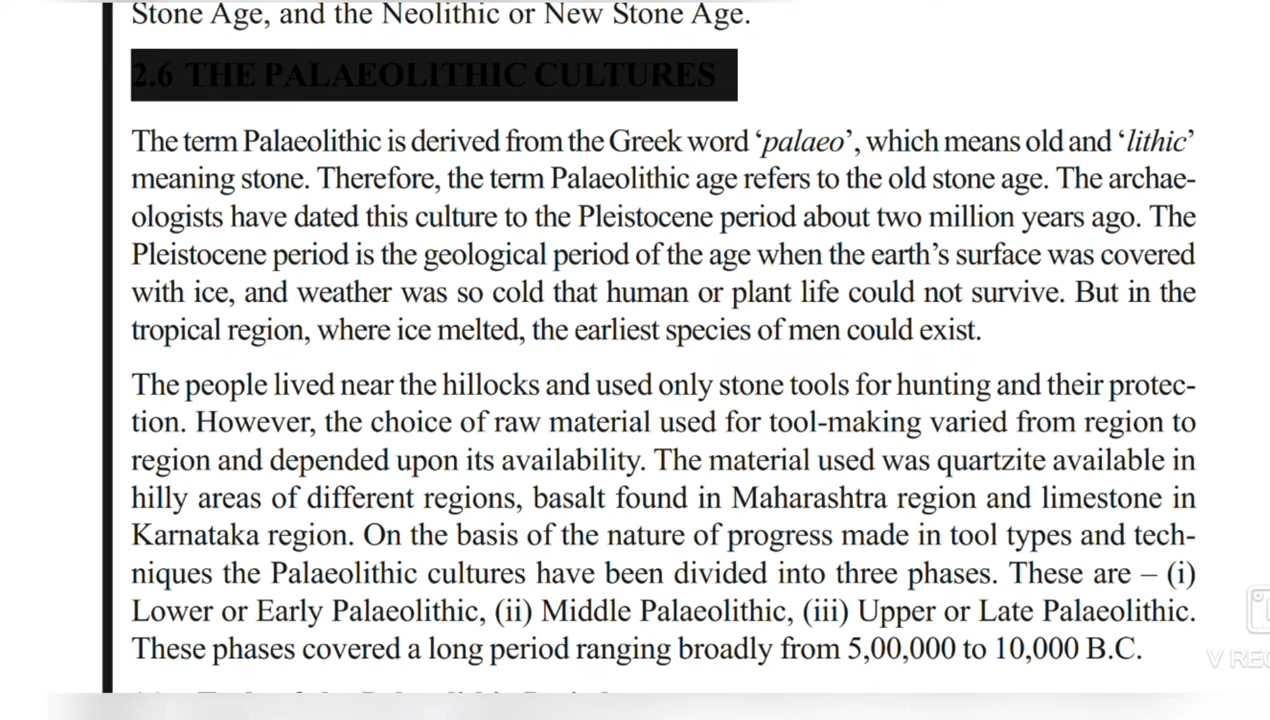 Stone Age, and the Neolithic or New Stone Age.
2.6 THE PALAEOLITHIC CULTURES
The term Palaeolithic is derived from the Greek word ‘palaeo’, which means old and ‘lithic’
meaning stone. Therefore, the term Palaeolithic age refers to the old stone age. The archae-
ologists have dated this culture to the Pleistocene period about two million years ago. The
Pleistocene period is the geological period of the age when the earth’s surface was covered
with ice, and weather was so cold that human or plant life could not survive. But in the
tropical region, where ice melted, the earliest species of men could exist.
The people lived near the hillocks and used only stone tools for hunting and their protec-
tion. However, the choice of raw material used for tool-making varied from region to
region and depended upon its availability. The material used was quartzite available in
hilly areas of different regions, basalt found in Maharashtra region and limestone in
Karnataka region. On the basis of the nature of progress made in tool types and tech-
niques the Palaeolithic cultures have been divided into three phases. These are – (i)
Lower or Early Palaeolithic, (ii) Middle Palaeolithic, (iii) Upper or Late Palaeolithic.
These phases covered a long period ranging broadly from 5,00,000 to 10,000 B.C.
V REC